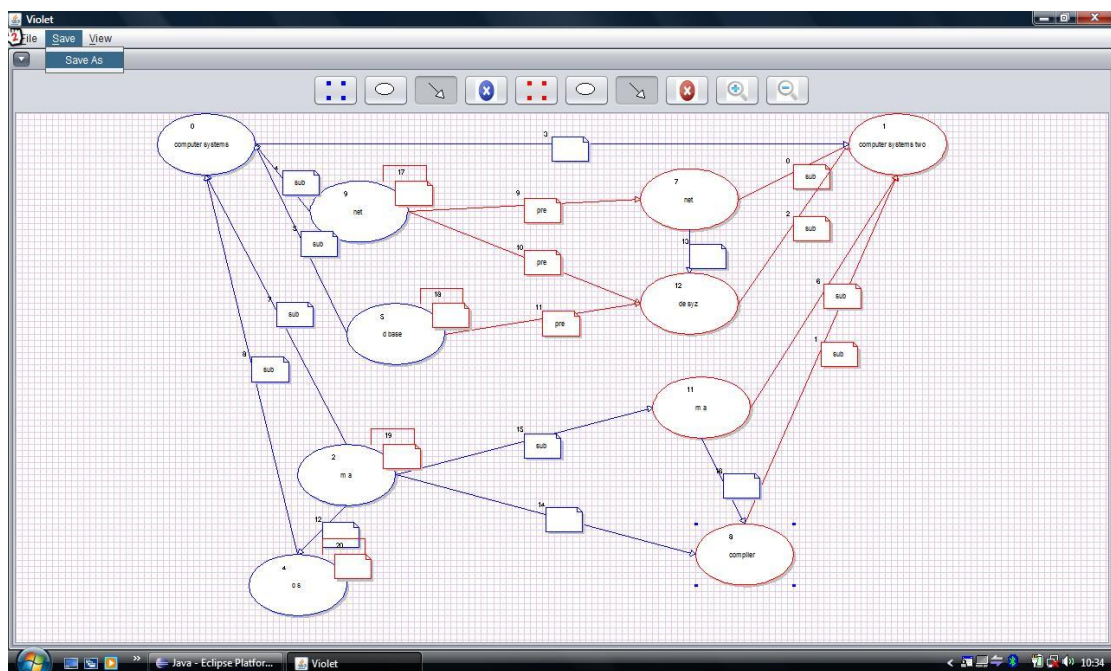 Violet
File Save View
Save As
0
computer systems
3
1
computer systems two
4
sub
9
net
17
9
pre
7
net
0
sub
5
sub
10
pre
13
2
sub
12
de syz
5
d base
18
11
pre
6
sub
7
sub
1
sub
8
sub
11
m a
2
m a
19
15
sub
16
14
12
20
4
o s
8
compiler
Java - Eclipse Platfor...
Violet
10:34